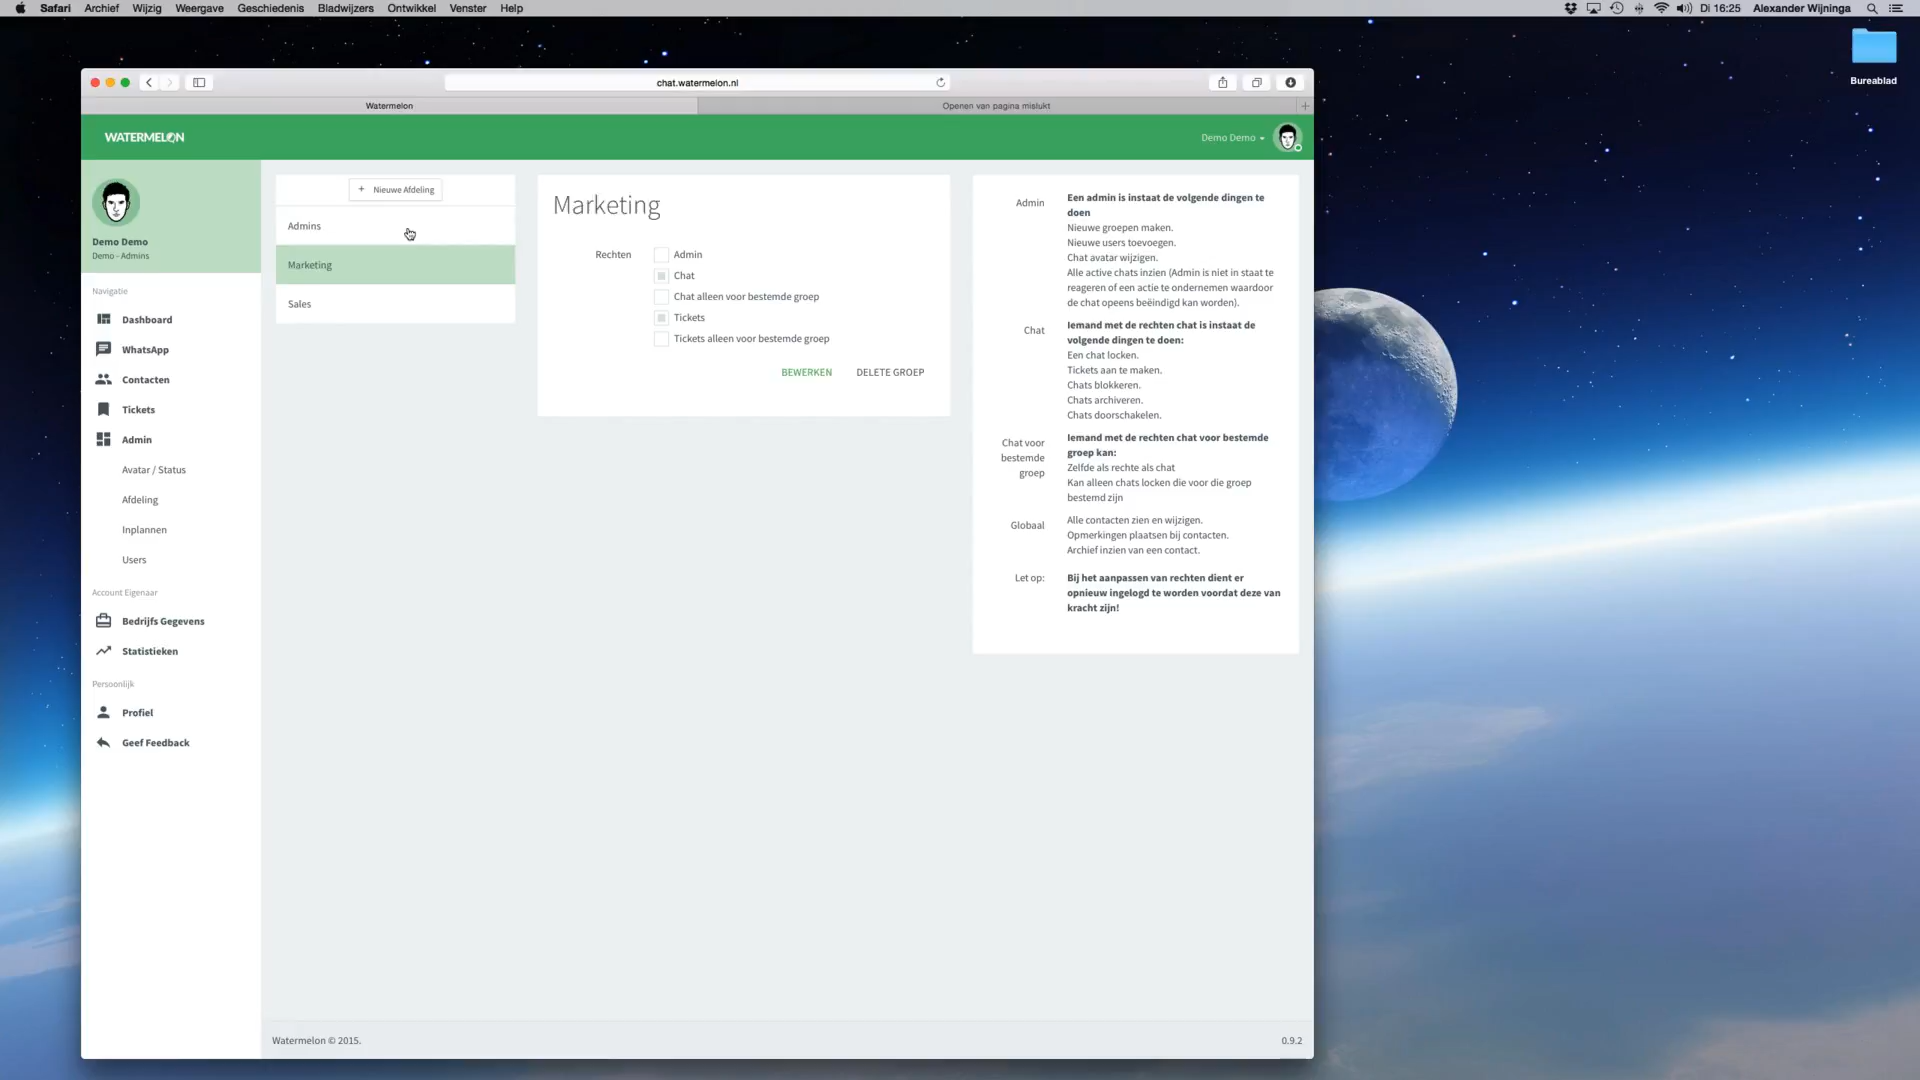 Safari Archief Wijzig Weergave Geschiedenis Bladwijzers Ontwikkel Venster Help
Di 16:25 Alexander Wijninga
Bureablad
chat.watermelon.nl
Watermelon
Openen van pagina mislukt
WATERMELON
Demo Demo
Demo Demo
Demo - Admins
Navigatie
Dashboard
WhatsApp
Contacten
Tickets
Admin
Avatar / Status
Afdeling
Inplannen
Users
Account Eigenaar
Bedrijfs Gegevens
Statistieken
Persoonlijk
Profiel
Geef Feedback
+ Nieuwe Afdeling
Admins
Marketing
Sales
Marketing
Rechten
Admin
Chat
Chat alleen voor bestemde groep
Tickets
Tickets alleen voor bestemde groep
BEWERKEN DELETE GROEP
Admin
Een admin is instaat de volgende dingen te
doen
Nieuwe groepen maken.
Nieuwe users toevoegen.
Chat avatar wijzigen.
Alle active chats inzien (Admin is niet in staat te
reageren of een actie te ondernemen waardoor
de chat opeens beëindigd kan worden).
Chat
Iemand met de rechten chat is instaat de
volgende dingen te doen:
Een chat locken.
Tickets aan te maken.
Chats blokkeren.
Chats archiveren.
Chats doorschakelen.
Chat voor
bestemde
groep
Iemand met de rechten chat voor bestemde
groep kan:
Zelfde als rechte als chat
Kan alleen chats locken die voor die groep
bestemd zijn
Globaal
Alle contacten zien en wijzigen.
Opmerkingen plaatsen bij contacten.
Archief inzien van een contact.
Let op:
Bij het aanpassen van rechten dient er
opnieuw ingelogd te worden voordat deze van
kracht zijn!
Watermelon © 2015.
0.9.2